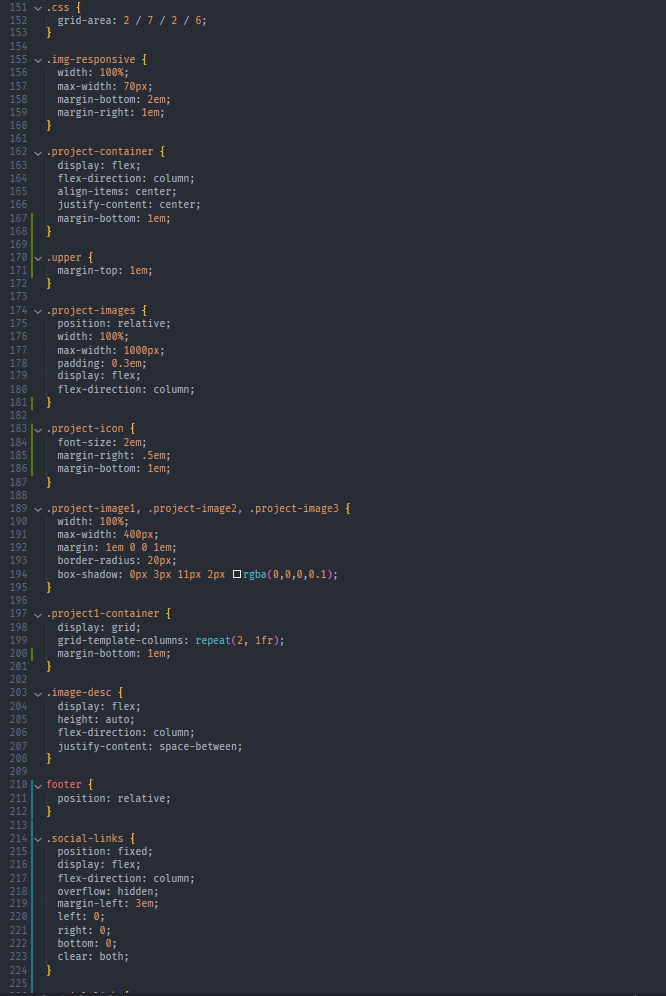 151 .css {
152 grid-area: 2 / 7 / 2 / 6;
153 }
154
155 .img-responsive {
156 width: 100%;
157 max-width: 70px;
158 margin-bottom: 2em;
159 margin-right: 1em;
160 }
161
162 .project-container {
163 display: flex;
164 flex-direction: column;
165 align-items: center;
166 justify-content: center;
167 margin-bottom: 1em;
168 }
169
170 .upper {
171 margin-top: 1em;
172 }
173
174 .project-images {
175 position: relative;
176 width: 100%;
177 max-width: 1000px;
178 padding: 0.3em;
179 display: flex;
180 flex-direction: column;
181 }
182
183 .project-icon {
184 font-size: 2em;
185 margin-right: .5em;
186 margin-bottom: 1em;
187 }
188
189 .project-image1, .project-image2, .project-image3 {
190 width: 100%;
191 max-width: 400px;
192 margin: 1em 0 0 1em;
193 border-radius: 20px;
194 box-shadow: 0px 3px 11px 2px rgba(0,0,0,0.1);
195 }
196
197 .project1-container {
198 display: grid;
199 grid-template-columns: repeat(2, 1fr);
200 margin-bottom: 1em;
201 }
202
203 .image-desc {
204 display: flex;
205 height: auto;
206 flex-direction: column;
207 justify-content: space-between;
208 }
209
210 footer {
211 position: relative;
212 }
213
214 .social-links {
215 position: fixed;
216 display: flex;
217 flex-direction: column;
218 overflow: hidden;
219 margin-left: 3em;
220 left: 0;
221 right: 0;
222 bottom: 0;
223 clear: both;
224 }
225